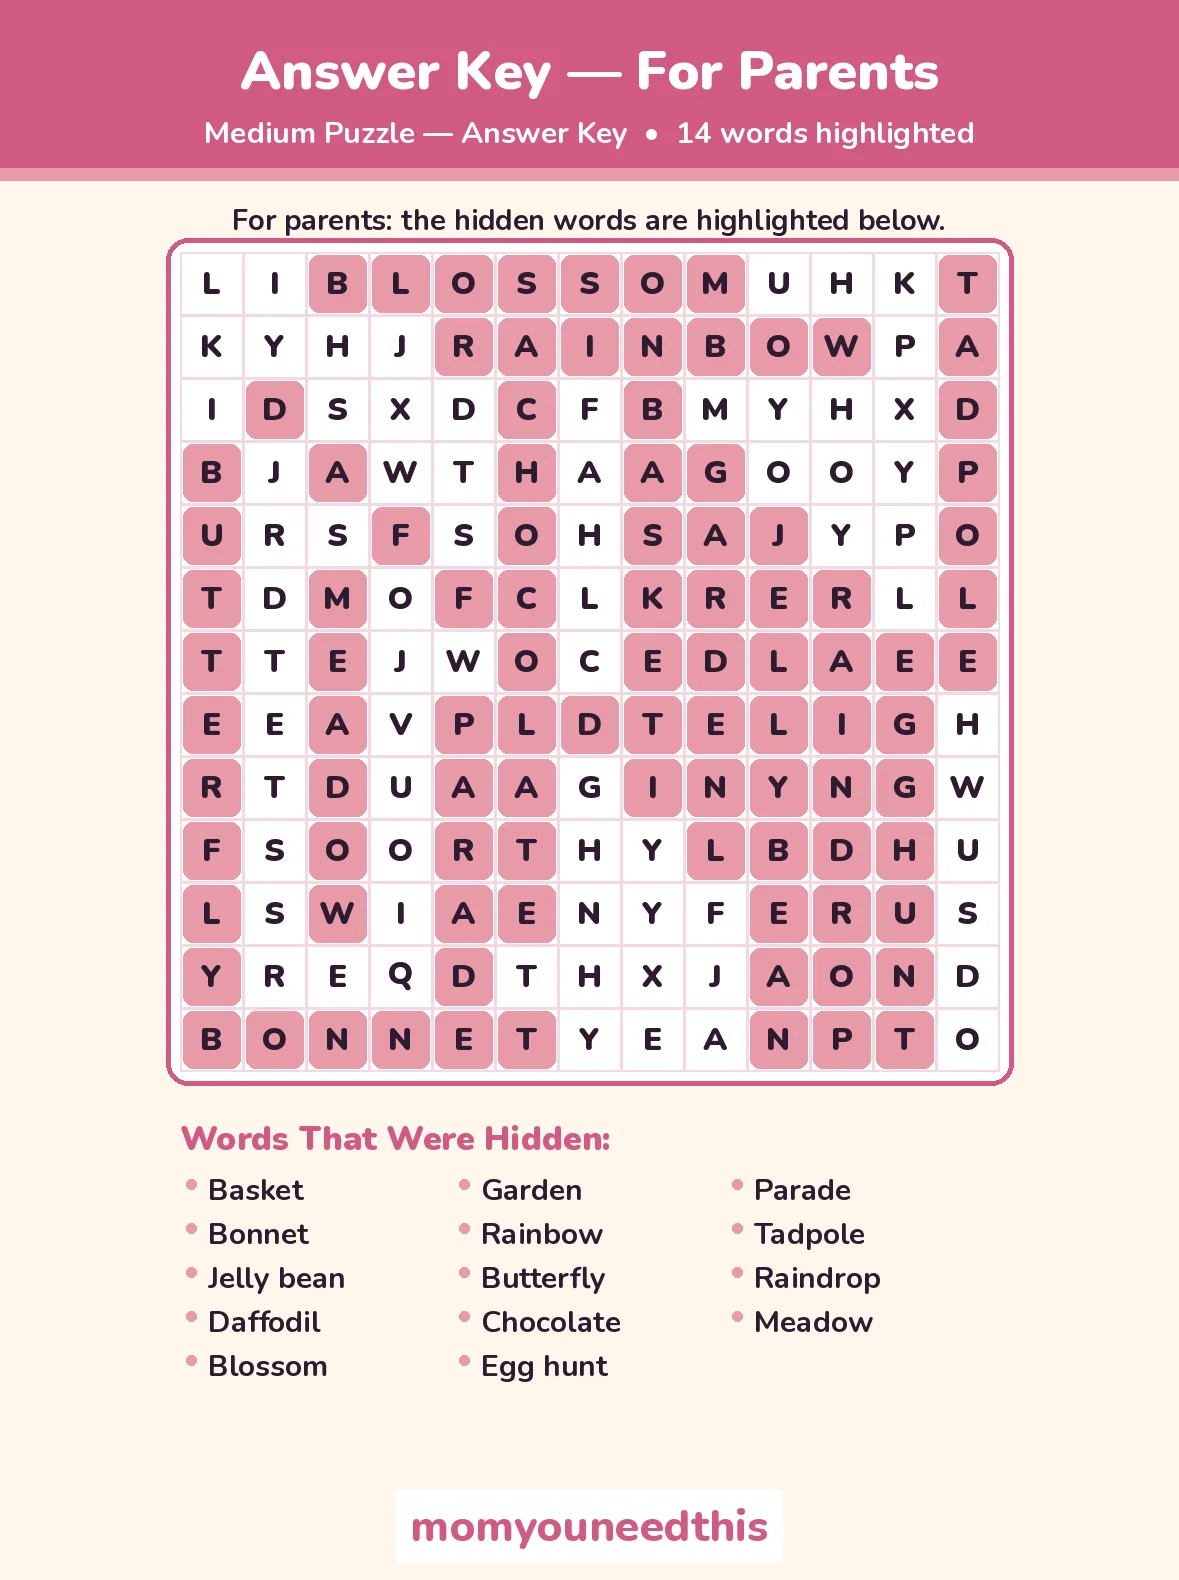 Answer Key — For Parents
Medium Puzzle — Answer Key • 14 words highlighted
For parents: the hidden words are highlighted below.
L I B L O S S O M U H K T
K Y H J R A I N B O W P A
I D S X D C F B M Y H X D
B J A W T H A A G O O Y P
U R S F S O H S A J Y P O
T D M O F C L K R E R L L
T T E J W O C E D L A E E
E E A V P L D T E L I G H
R T D U A A G I N Y N G W
F S O O R T H Y L B D H U
L S W I A E N Y F E R U S
Y R E Q D T H X J A O N D
B O N N E T Y E A N P T O
Words That Were Hidden:
• Basket • Garden • Parade
• Bonnet • Rainbow • Tadpole
• Jelly bean • Butterfly • Raindrop
• Daffodil • Chocolate • Meadow
• Blossom • Egg hunt
momyouneedthis